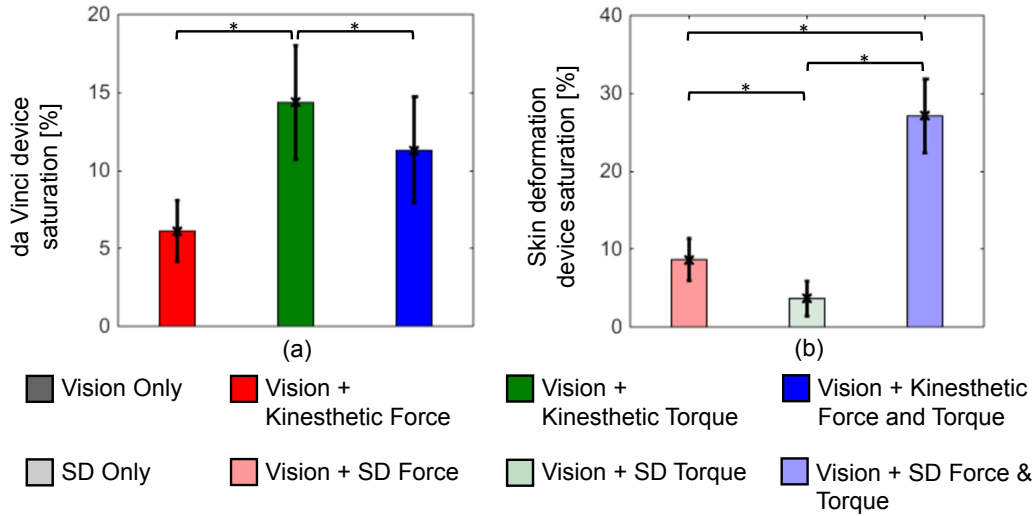 20
15
10
5
0
da Vinci device
saturation [%]
*
*
(a)
40
30
20
10
0
Skin deformation
device saturation [%]
*
*
*
(b)
Vision Only
Vision +
Kinesthetic Force
Vision +
Kinesthetic Torque
Vision + Kinesthetic
Force and Torque
SD Only
Vision + SD Force
Vision + SD Torque
Vision + SD Force &
Torque